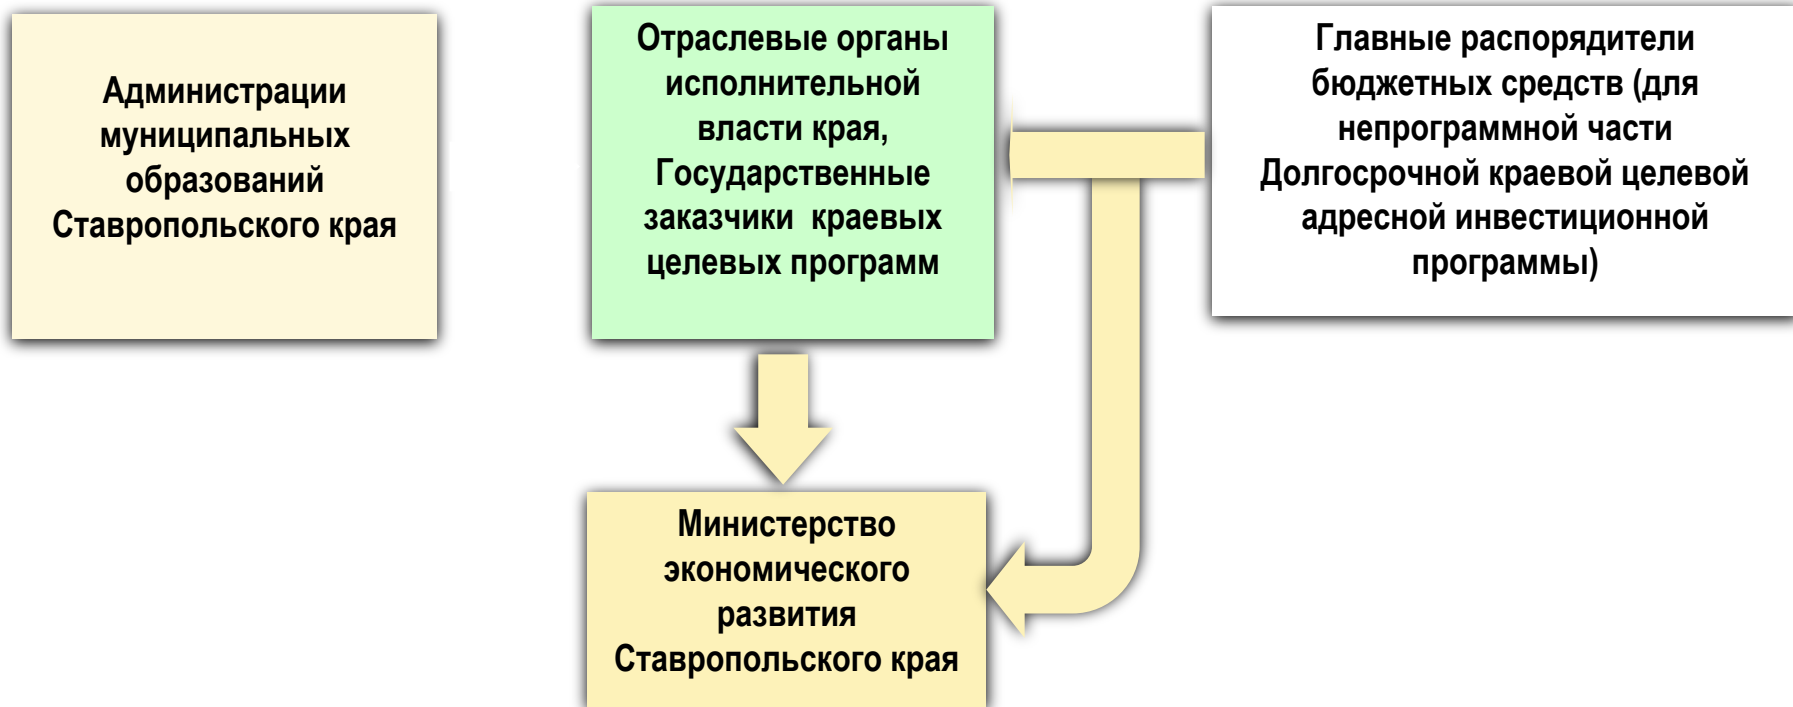 Администрации
муниципальных
образований
Ставропольского края
Отраслевые органы
исполнительной
власти края,
Государственные
заказчики краевых
целевых программ
Главные распорядители
бюджетных средств (для
непрограммной части
Долгосрочной краевой целевой
адресной инвестиционной
программы)
Министерство
экономического
развития
Ставропольского края